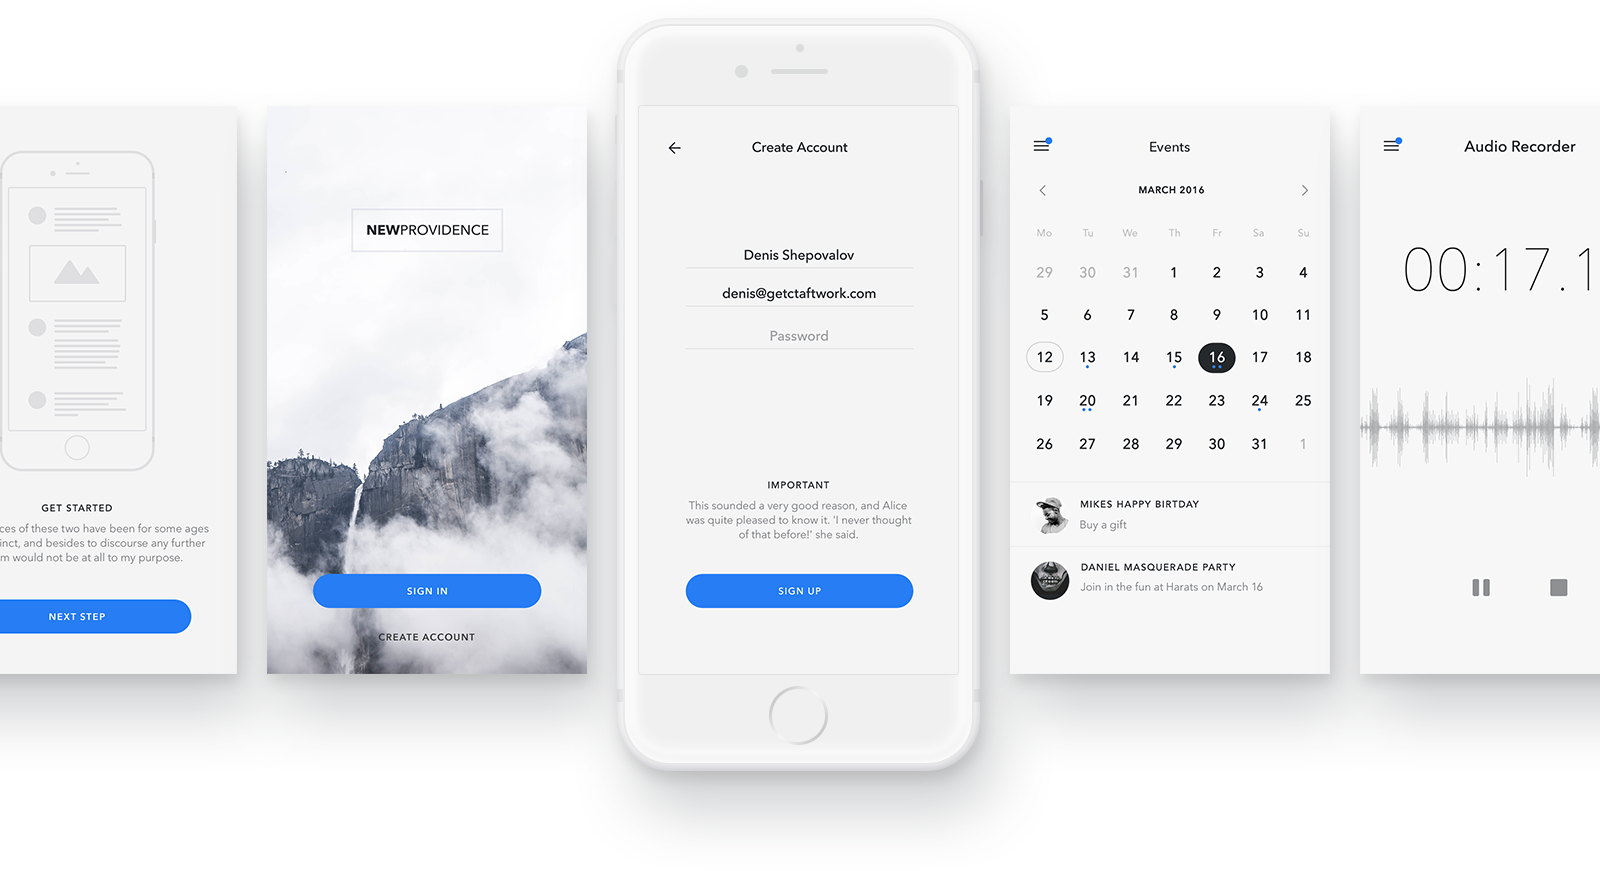 GET STARTED
ces of these two have been for some ages
inct, and besides to discourse any further
m would not be at all to my purpose.
NEXT STEP
NEWPROVIDENCE
SIGN IN
CREATE ACCOUNT
Create Account
Denis Shepovalov
denis@getctaftwork.com
Password
IMPORTANT
This sounded a very good reason, and Alice
was quite pleased to know it. 'I never thought
of that before!' she said.
SIGN UP
Events
MARCH 2016
Mo Tu We Th Fr Sa Su
29 30 31 1 2 3 4
5 6 7 8 9 10 11
12 13 14 15 16 17 18
19 20 21 22 23 24 25
26 27 28 29 30 31 1
MIKES HAPPY BIRTDAY
Buy a gift
DANIEL MASQUERADE PARTY
Join in the fun at Harats on March 16
Audio Recorder
00:17.1